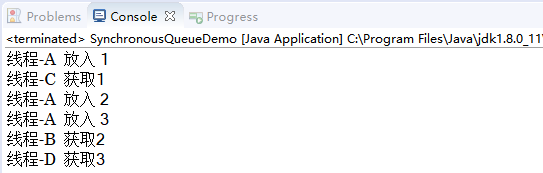 Problems Console Progress
<terminated> SynchronousQueueDemo [Java Application] C:\Program Files\Java\jdk1.8.0_11
线程-A 放入 1
线程-C 获取1
线程-A 放入 2
线程-A 放入 3
线程-B 获取2
线程-D 获取3